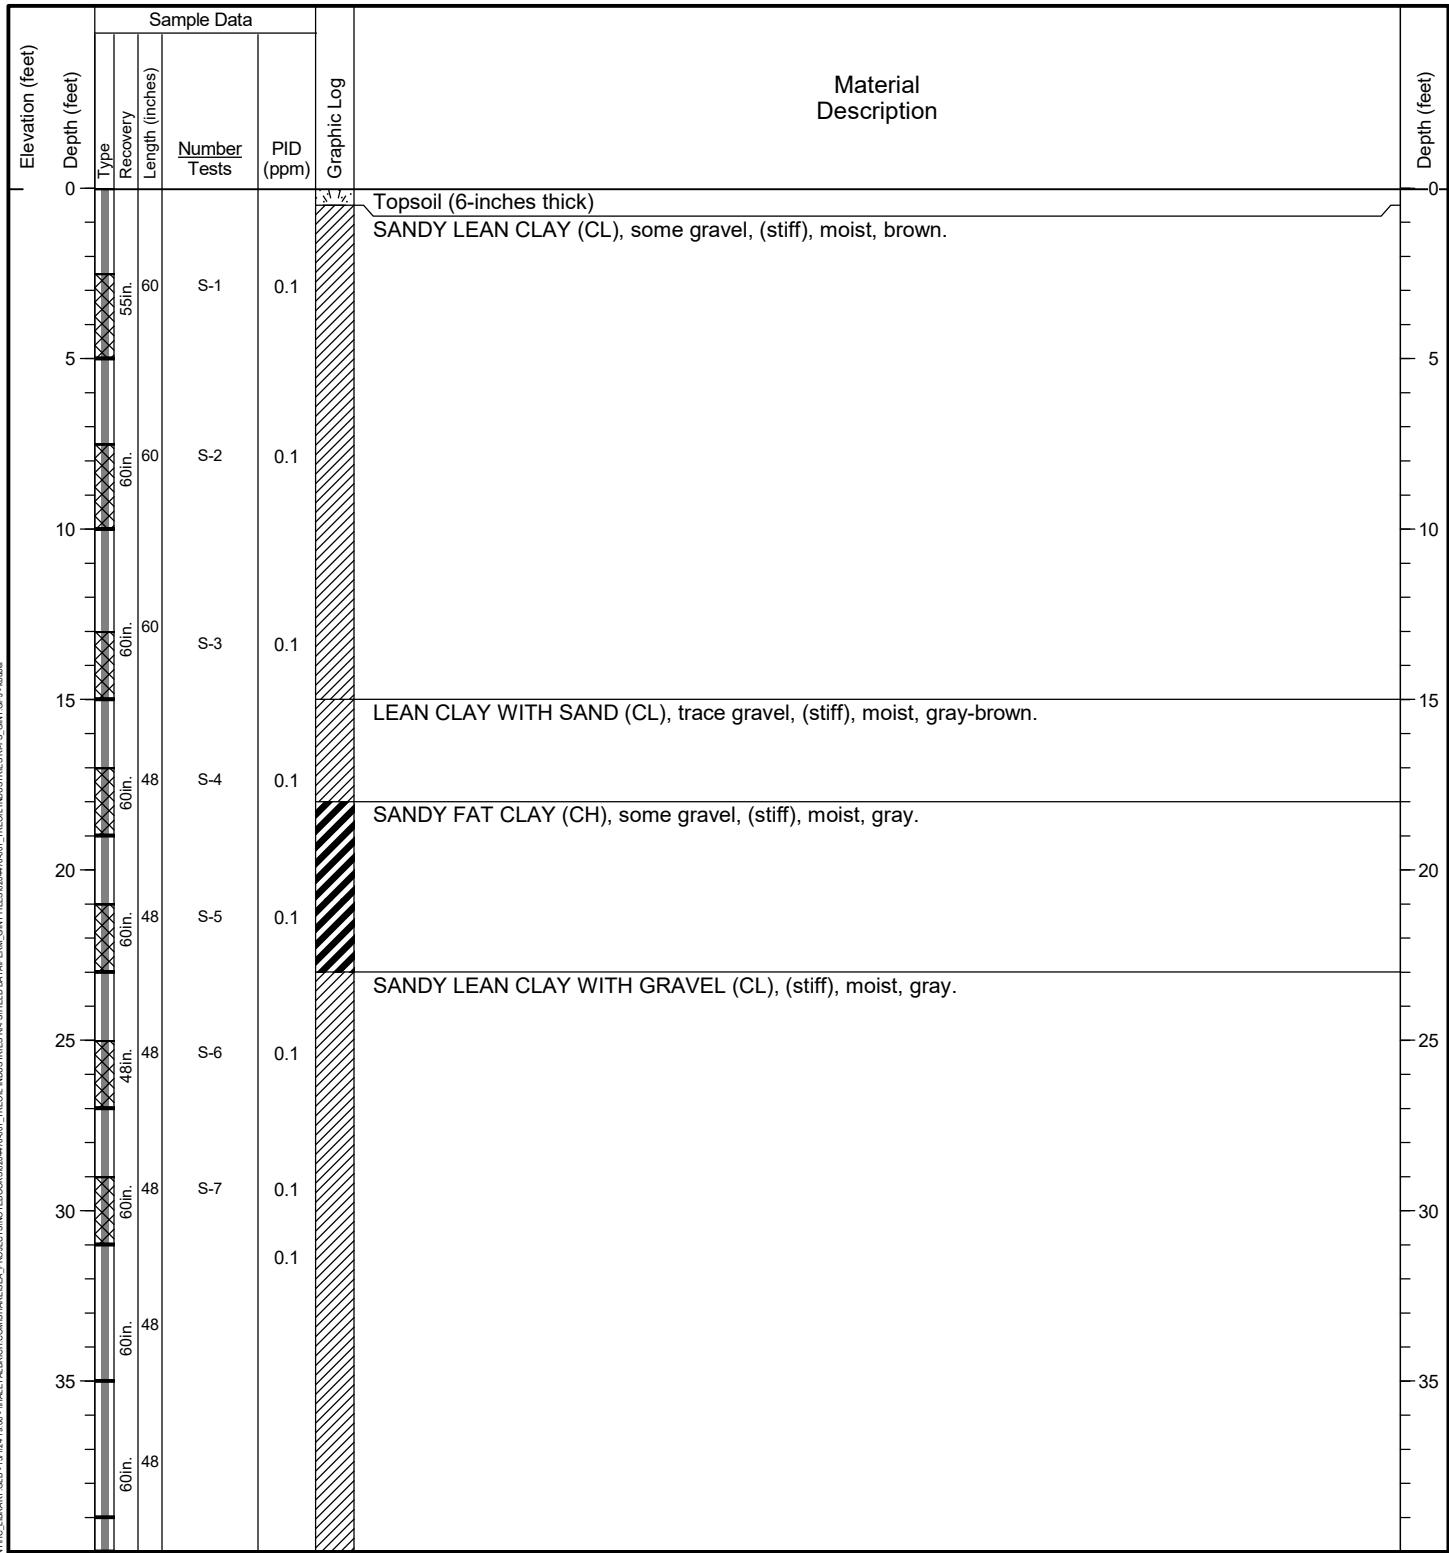 Sample Data
Elevation (feet)
Depth (feet)
Type
Recovery
Length (inches)
Number
Tests
PID
(ppm)
Graphic Log
Material
Description
Depth (feet)
0
0
Topsoil (6-inches thick)
SANDY LEAN CLAY (CL), some gravel, (stiff), moist, brown.
55in. 60 S-1 0.1
5
5
60in. 60 S-2 0.1
10
10
60in. 60 S-3 0.1
15
15
LEAN CLAY WITH SAND (CL), trace gravel, (stiff), moist, gray-brown.
60in. 48 S-4 0.1
SANDY FAT CLAY (CH), some gravel, (stiff), moist, gray.
20
20
60in. 48 S-5 0.1
SANDY LEAN CLAY WITH GRAVEL (CL), (stiff), moist, gray.
25
25
48in. 48 S-6 0.1
60in. 48 S-7 0.1
30
30
0.1
60in. 48
35
35
60in. 48